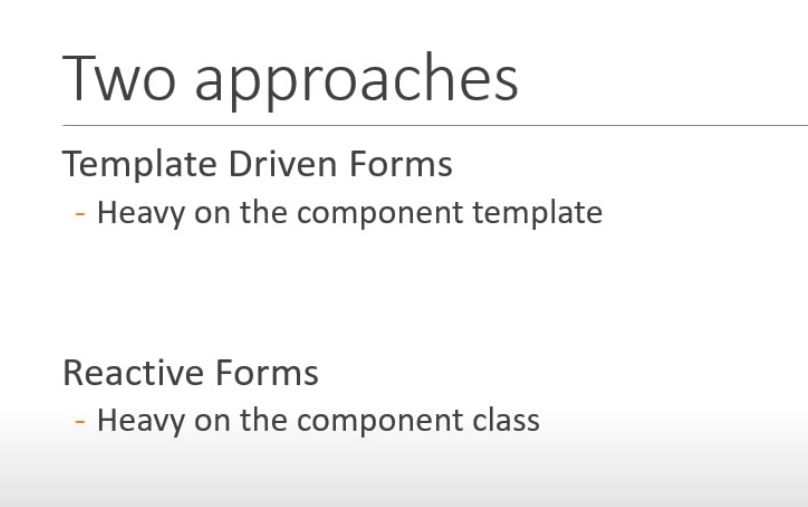 Two approaches
Template Driven Forms
- Heavy on the component template
Reactive Forms
- Heavy on the component class